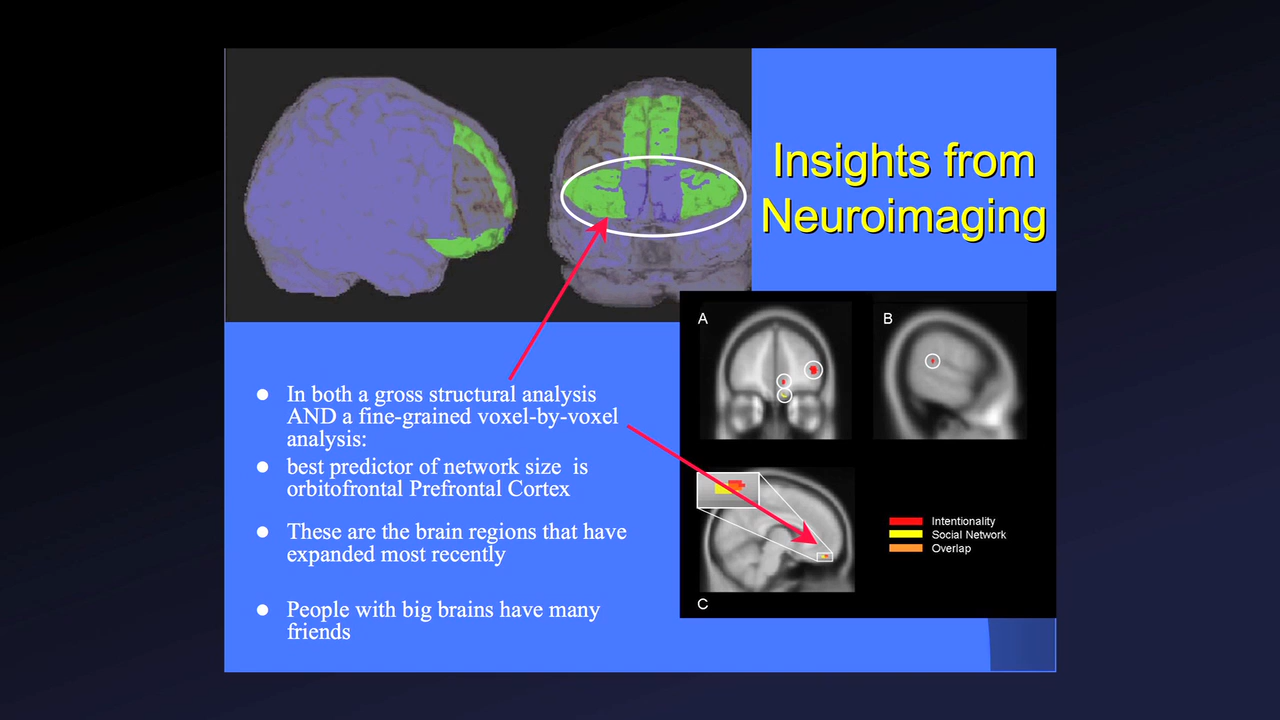 Insights from
Neuroimaging
In both a gross structural analysis
AND a fine-grained voxel-by-voxel
analysis:
best predictor of network size is
orbitofrontal Prefrontal Cortex
These are the brain regions that have
expanded most recently
People with big brains have many
friends
A
B
C
Intentionality
Social Network
Overlap